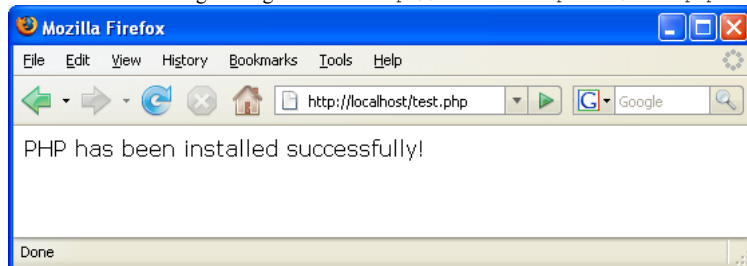 Mozilla Firefox
File Edit View History Bookmarks Tools Help
http://localhost/test.php G Google
PHP has been installed successfully!
Done